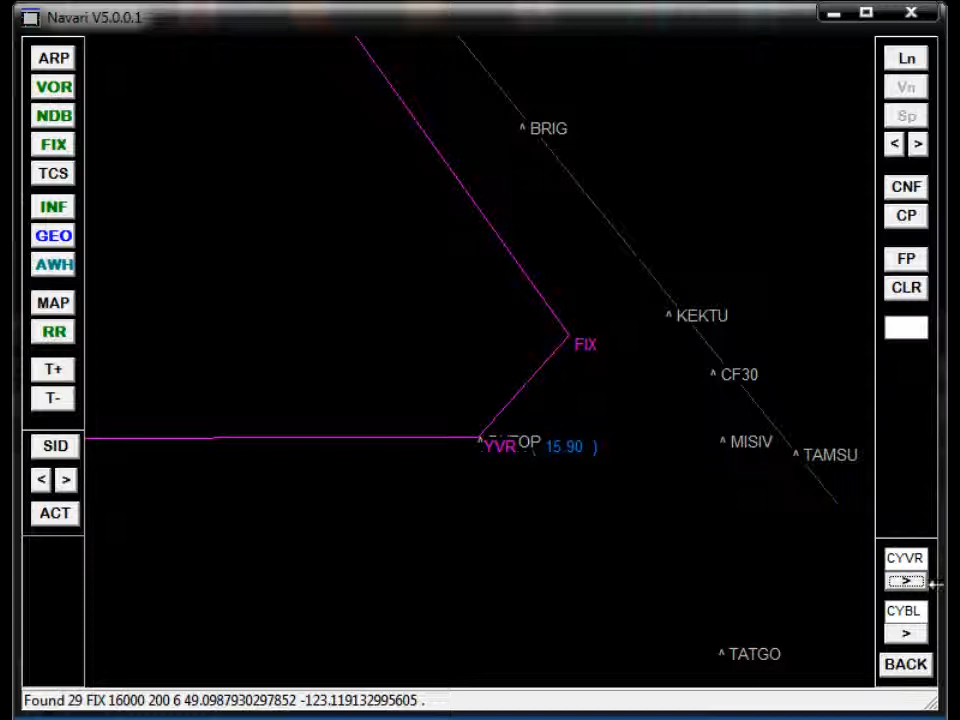 Navari V5.0.0.1
ARP
VOR
NDB
FIX
TCS
INF
GEO
AWH
MAP
RR
T+
T-
SID
< >
ACT
^ BRIG
^ KEKTU
FIX
^ CF30
^ MISIV
^ TAMSU
YVR
OP ( 15.90 )
^ TATGO
Ln
Vn
Sp
< >
CNF
CP
FP
CLR
CYVR
>
CYBL
>
BACK
Found 29 FIX 16000 200 6 49.0987930297852 -123.119132995605 .